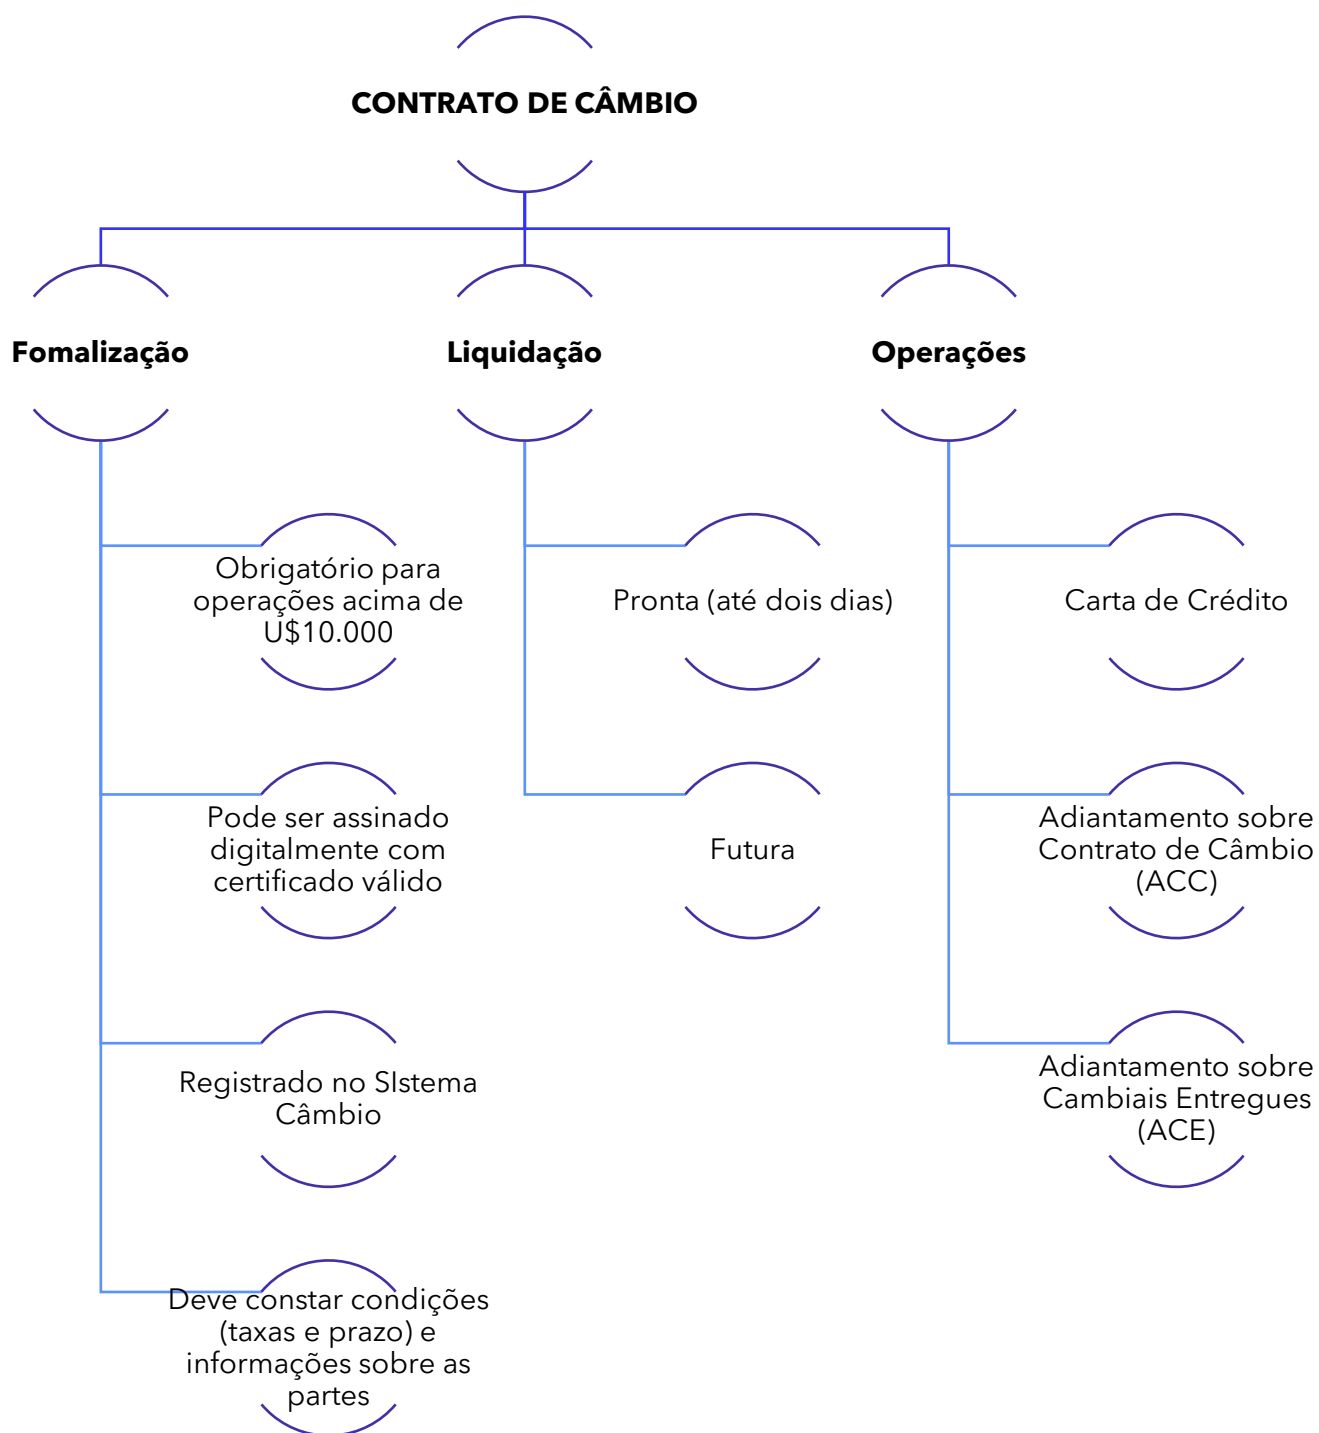 CONTRATO DE CÂMBIO
Fomalização
Liquidação
Operações
Obrigatório para
operações acima de
U$10.000
Pronta (até dois dias)
Carta de Crédito
Pode ser assinado
digitalmente com
certificado válido
Futura
Adiantamento sobre
Contrato de Câmbio
(ACC)
Registrado no SIstema
Câmbio
Adiantamento sobre
Cambiais Entregues
(ACE)
Deve constar condições
(taxas e prazo) e
informações sobre as
partes